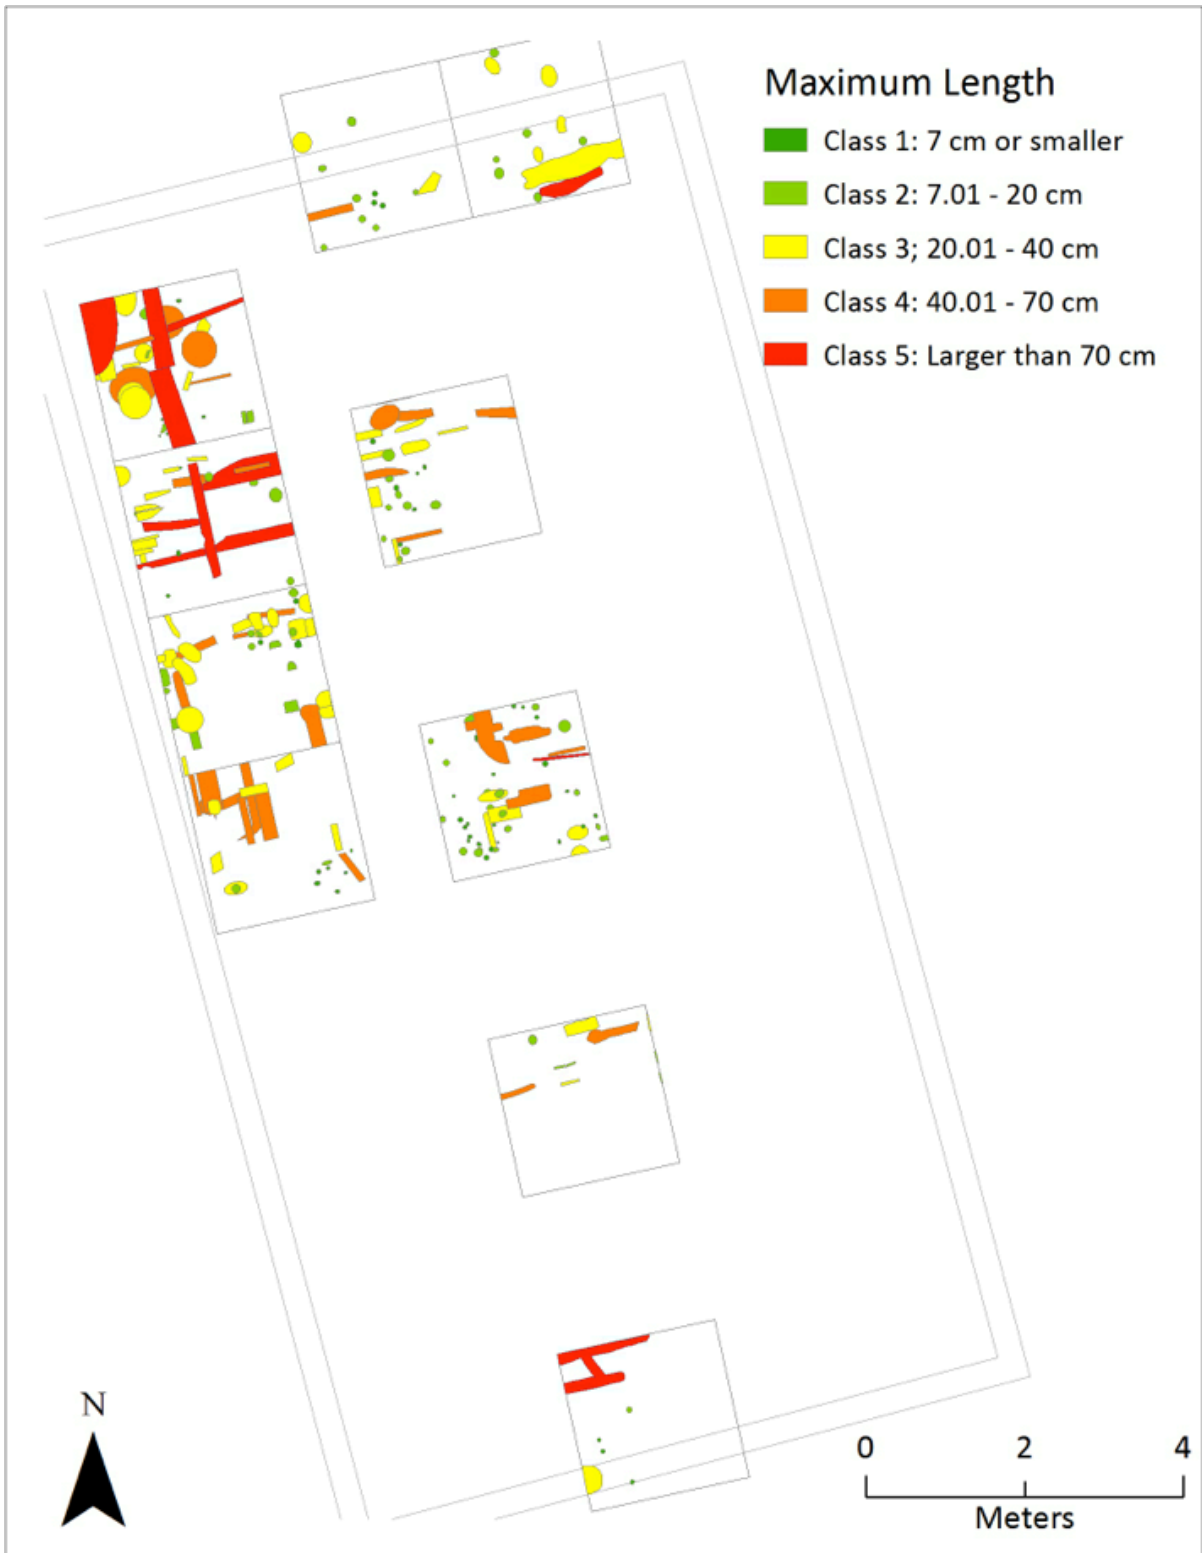 Maximum Length
Class 1: 7 cm or smaller
Class 2: 7.01 - 20 cm
Class 3; 20.01 - 40 cm
Class 4: 40.01 - 70 cm
Class 5: Larger than 70 cm
N
0 2 4
Meters